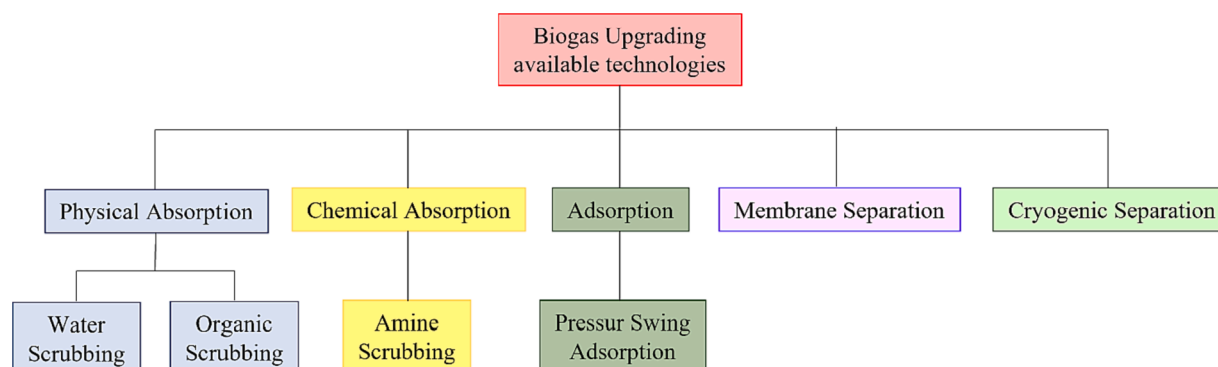 Biogas Upgrading
available technologies
Physical Absorption
Chemical Absorption
Adsorption
Membrane Separation
Cryogenic Separation
Water
Scrubbing
Organic
Scrubbing
Amine
Scrubbing
Pressur Swing
Adsorption